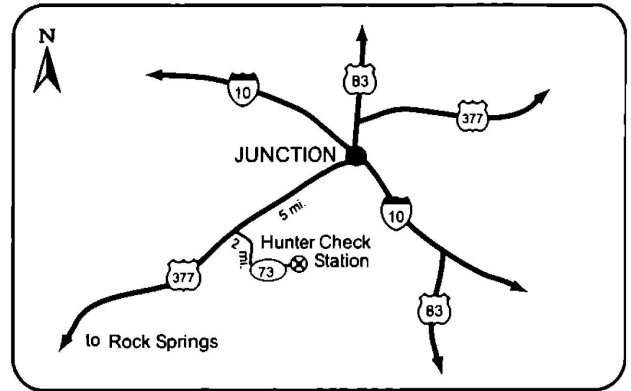 N
83
10
377
JUNCTION
5 mi.
10
2 mi.
Hunter Check
Station
73
377
83
to Rock Springs